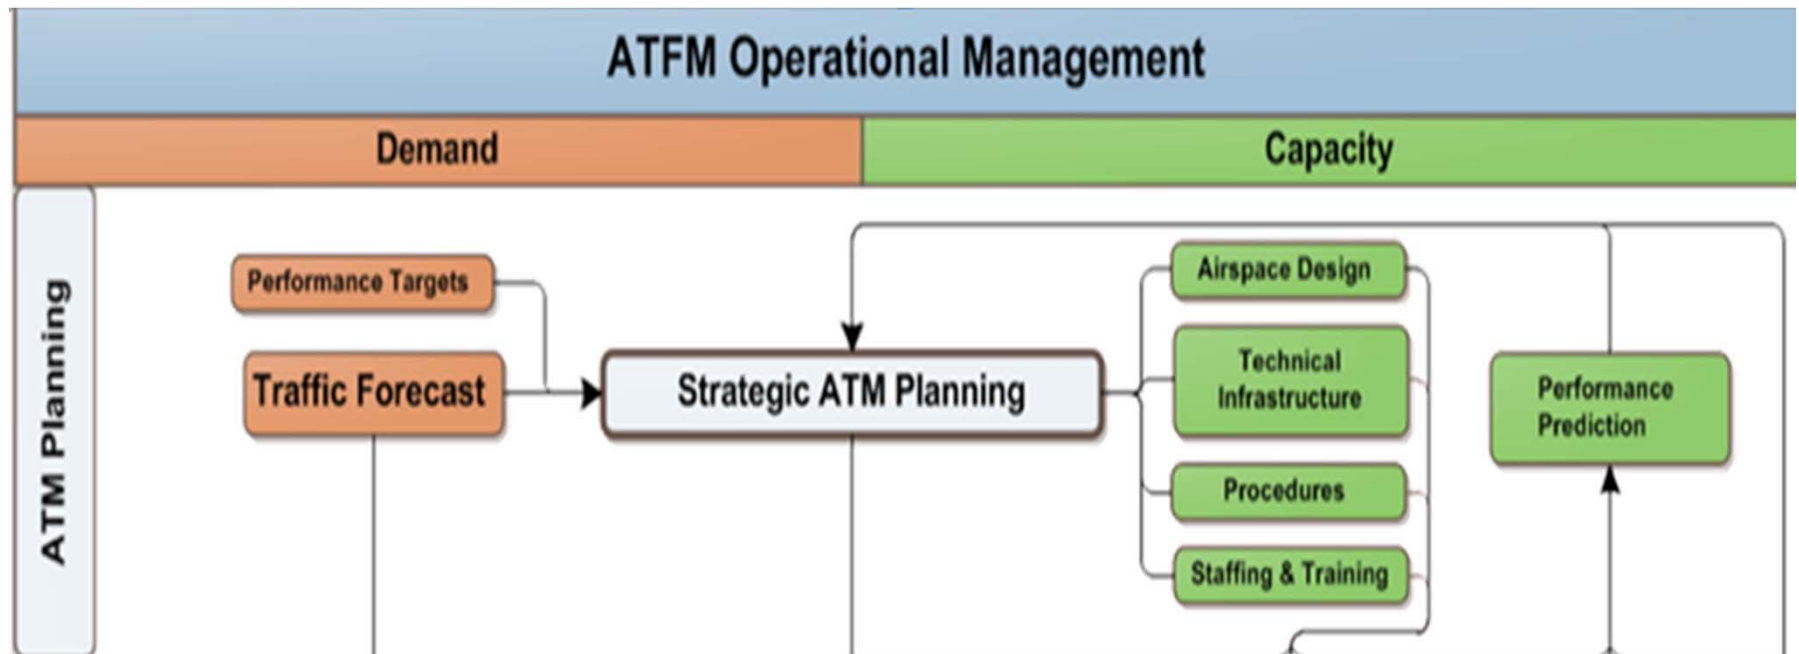 ATFM Operational Management
Demand
Capacity
ATM Planning
Performance Targets
Traffic Forecast
Strategic ATM Planning
Airspace Design
Technical
Infrastructure
Procedures
Staffing & Training
Performance
Prediction